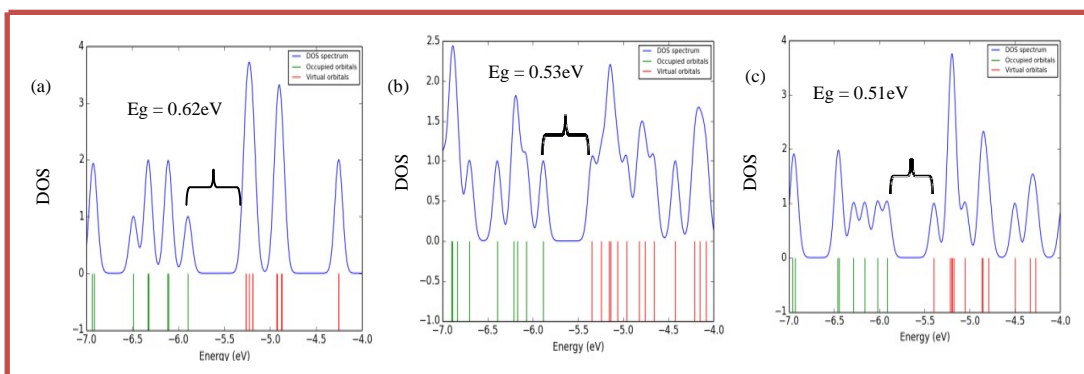 (a)
Eg = 0.62eV
DOS spectrum
Occupied orbitals
Virtual orbitals
DOS
4
3
2
1
0
−1
−7.0 −6.5 −6.0 −5.5 −5.0 −4.5 −4.0
Energy (eV)
(b)
Eg = 0.53eV
DOS spectrum
Occupied orbitals
Virtual orbitals
DOS
2.5
2.0
1.5
1.0
0.5
0.0
−0.5
−1.0
−7.0 −6.5 −6.0 −5.5 −5.0 −4.5 −4.0
Energy (eV)
(c)
Eg = 0.51eV
DOS spectrum
Occupied orbitals
Virtual orbitals
DOS
4
3
2
1
0
−1
−7.0 −6.5 −6.0 −5.5 −5.0 −4.5 −4.0
Energy (eV)